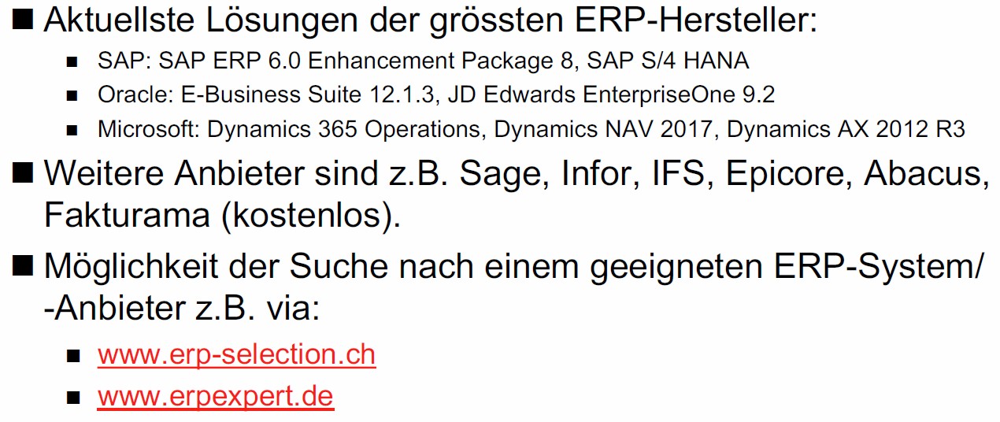 ■ Aktuellste Lösungen der grössten ERP-Hersteller:
■ SAP: SAP ERP 6.0 Enhancement Package 8, SAP S/4 HANA
■ Oracle: E-Business Suite 12.1.3, JD Edwards EnterpriseOne 9.2
■ Microsoft: Dynamics 365 Operations, Dynamics NAV 2017, Dynamics AX 2012 R3
■ Weitere Anbieter sind z.B. Sage, Infor, IFS, Epicore, Abacus,
Fakturama (kostenlos).
■ Möglichkeit der Suche nach einem geeigneten ERP-System/
-Anbieter z.B. via:
■ www.erp-selection.ch
■ www.erpexpert.de